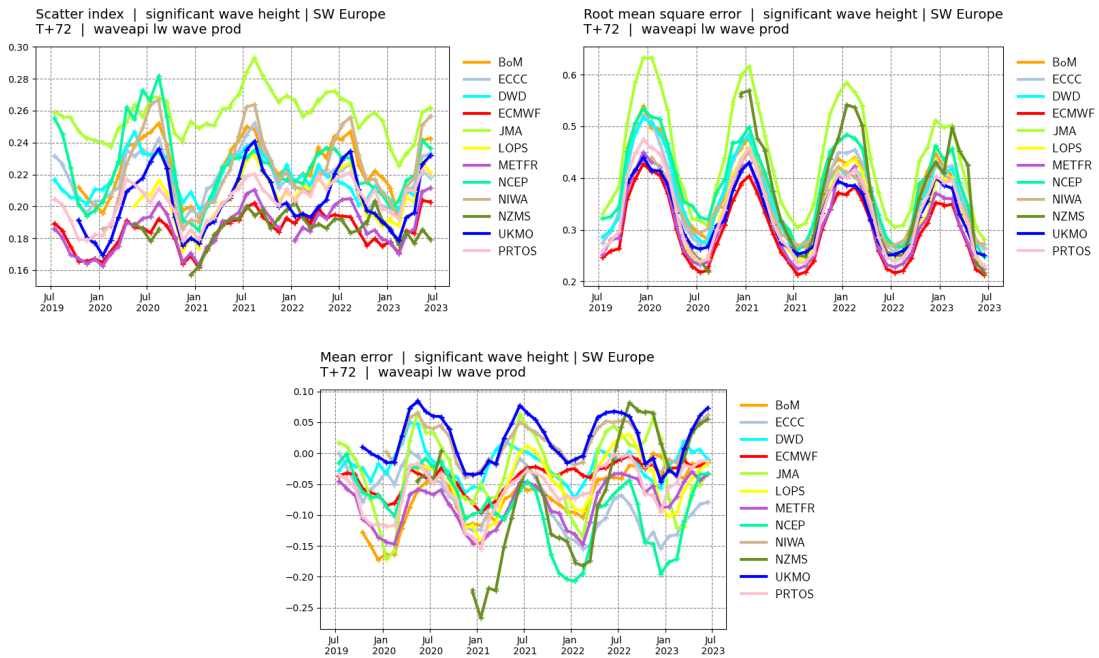 Scatter index | significant wave height | SW Europe
T+72 | waveapi lw wave prod
0.30
0.28
0.26
0.24
0.22
0.20
0.18
0.16
Jul 2019
Jan 2020
Jul 2020
Jan 2021
Jul 2021
Jan 2022
Jul 2022
Jan 2023
Jul 2023
BoM
ECCC
DWD
ECMWF
JMA
LOPS
METFR
NCEP
NIWA
NZMS
UKMO
PRTOS
Root mean square error | significant wave height | SW Europe
T+72 | waveapi lw wave prod
0.6
0.5
0.4
0.3
0.2
Jul 2019
Jan 2020
Jul 2020
Jan 2021
Jul 2021
Jan 2022
Jul 2022
Jan 2023
Jul 2023
BoM
ECCC
DWD
ECMWF
JMA
LOPS
METFR
NCEP
NIWA
NZMS
UKMO
PRTOS
Mean error | significant wave height | SW Europe
T+72 | waveapi lw wave prod
0.10
0.05
0.00
−0.05
−0.10
−0.15
−0.20
−0.25
Jul 2019
Jan 2020
Jul 2020
Jan 2021
Jul 2021
Jan 2022
Jul 2022
Jan 2023
Jul 2023
BoM
ECCC
DWD
ECMWF
JMA
LOPS
METFR
NCEP
NIWA
NZMS
UKMO
PRTOS